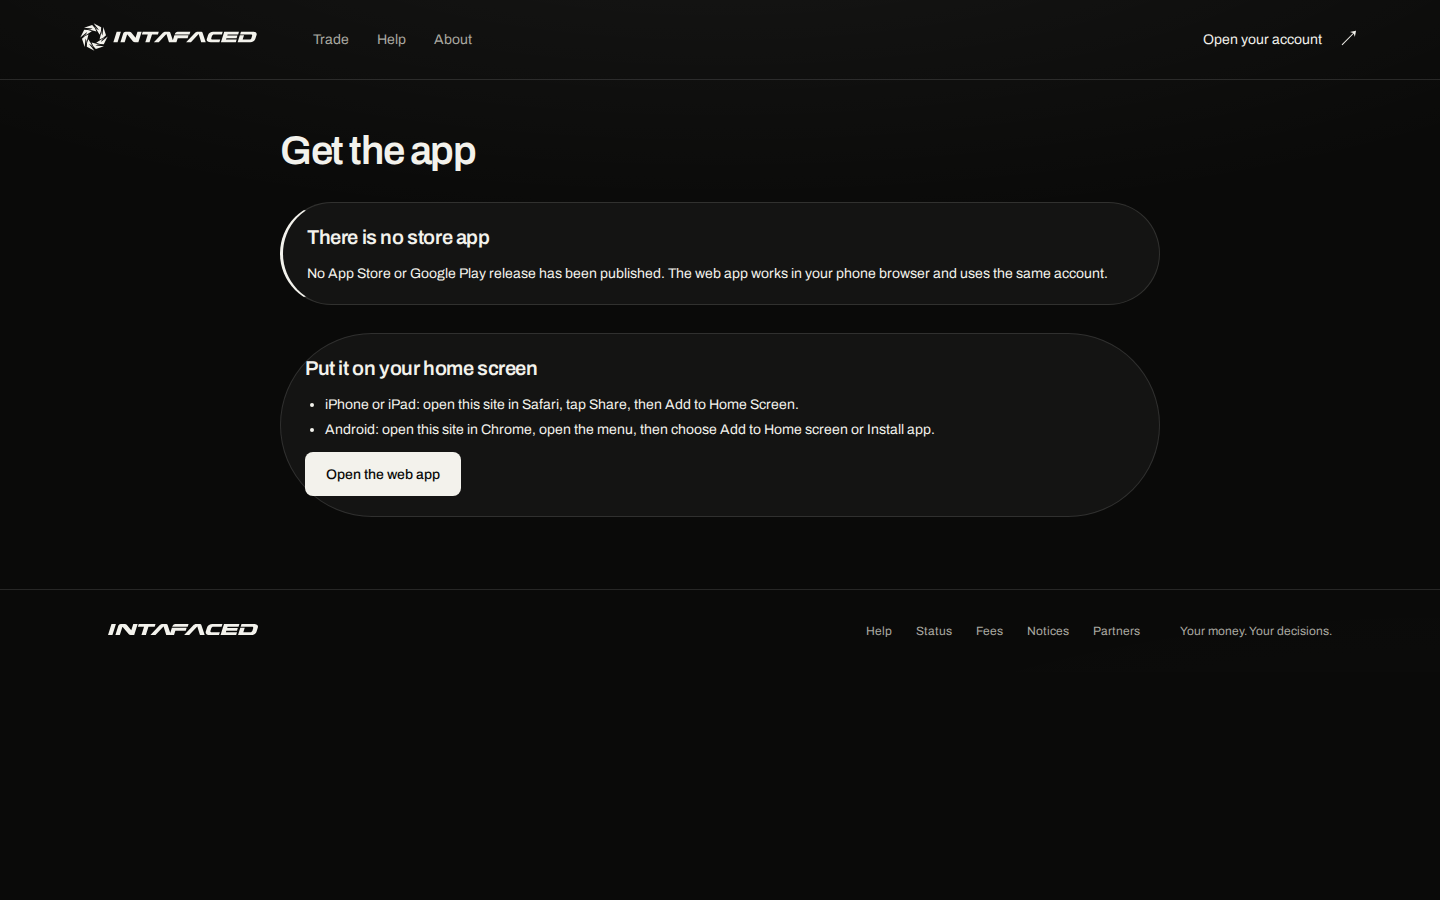 INTAFACED
Trade
Help
About
Open your account
Get the app
There is no store app
No App Store or Google Play release has been published. The web app works in your phone browser and uses the same account.
Put it on your home screen
• iPhone or iPad: open this site in Safari, tap Share, then Add to Home Screen.
• Android: open this site in Chrome, open the menu, then choose Add to Home screen or Install app.
Open the web app
INTAFACED
Help
Status
Fees
Notices
Partners
Your money. Your decisions.